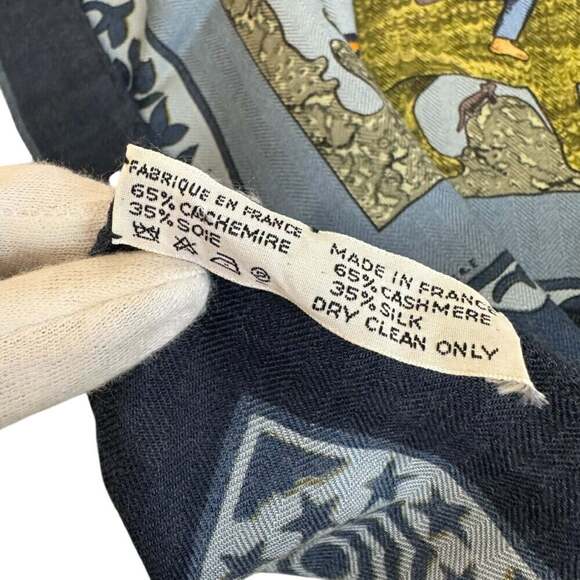 FABRIQUE EN FRANCE
65% CACHEMIRE
35% SOIE
MADE IN FRANCE
65% CASHMERE
35% SILK
DRY CLEAN ONLY